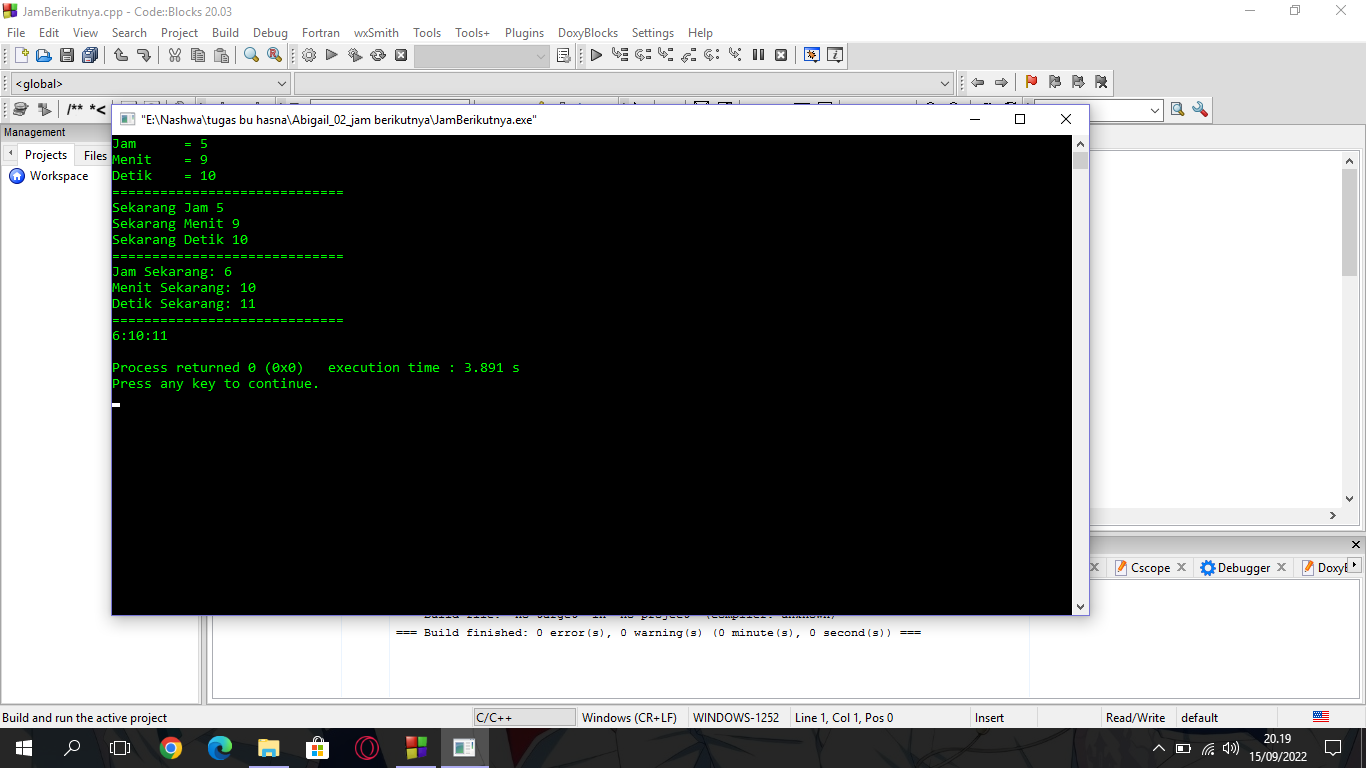 JamBerikutnya.cpp - Code::Blocks 20.03
File Edit View Search Project Build Debug Fortran wxSmith Tools Tools+ Plugins DoxyBlocks Settings Help
<global>
/** *<
Management
"E:\Nashwa\tugas bu hasna\Abigail_02_jam berikutnya\JamBerikutnya.exe"
Projects Files
Workspace
Jam = 5
Menit = 9
Detik = 10
=============================
Sekarang Jam 5
Sekarang Menit 9
Sekarang Detik 10
=============================
Jam Sekarang: 6
Menit Sekarang: 10
Detik Sekarang: 11
=============================
6:10:11
Process returned 0 (0x0) execution time : 3.891 s
Press any key to continue.
Cscope Debugger
=== Build finished: 0 error(s), 0 warning(s) (0 minute(s), 0 second(s)) ===
Build and run the active project C/C++ Windows (CR+LF) WINDOWS-1252 Line 1, Col 1, Pos 0 Insert Read/Write default
20.19
15/09/2022